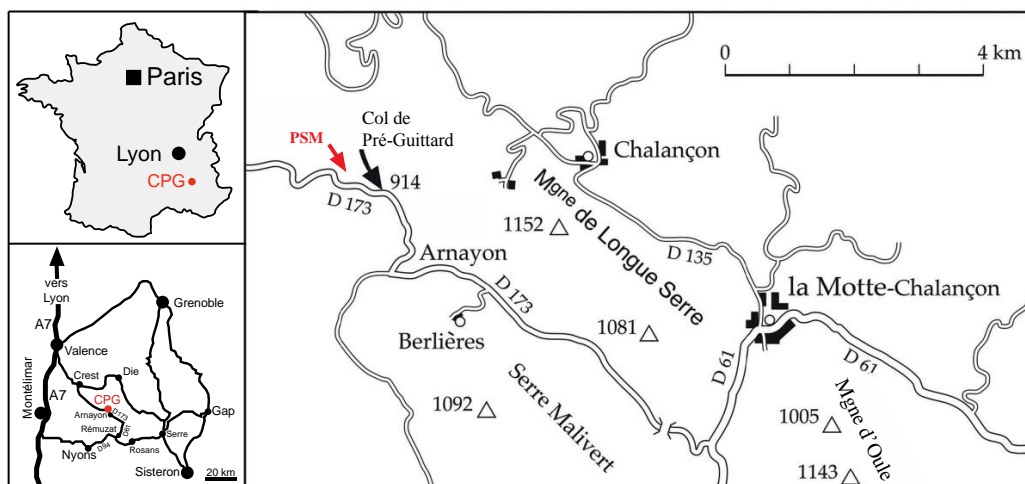 Paris
Lyon
CPG
vers
Lyon
A7
Grenoble
Valence
Crest
Die
Montélimar
A7
CPG
Arnayon
D173
Gap
Rémuzat
D61
Serre
D94
Nyons
Rosans
Sisteron
20 km
0
4 km
Col de
Pré-Guittard
PSM
914
D 173
Chalançon
1152
Mgne de Longue Serre
Arnayon
D 135
D 173
la Motte-Chalançon
Berlières
1081
D 61
D 61
1092
Serre Malivert
1005
Mgne d'Oule
1143